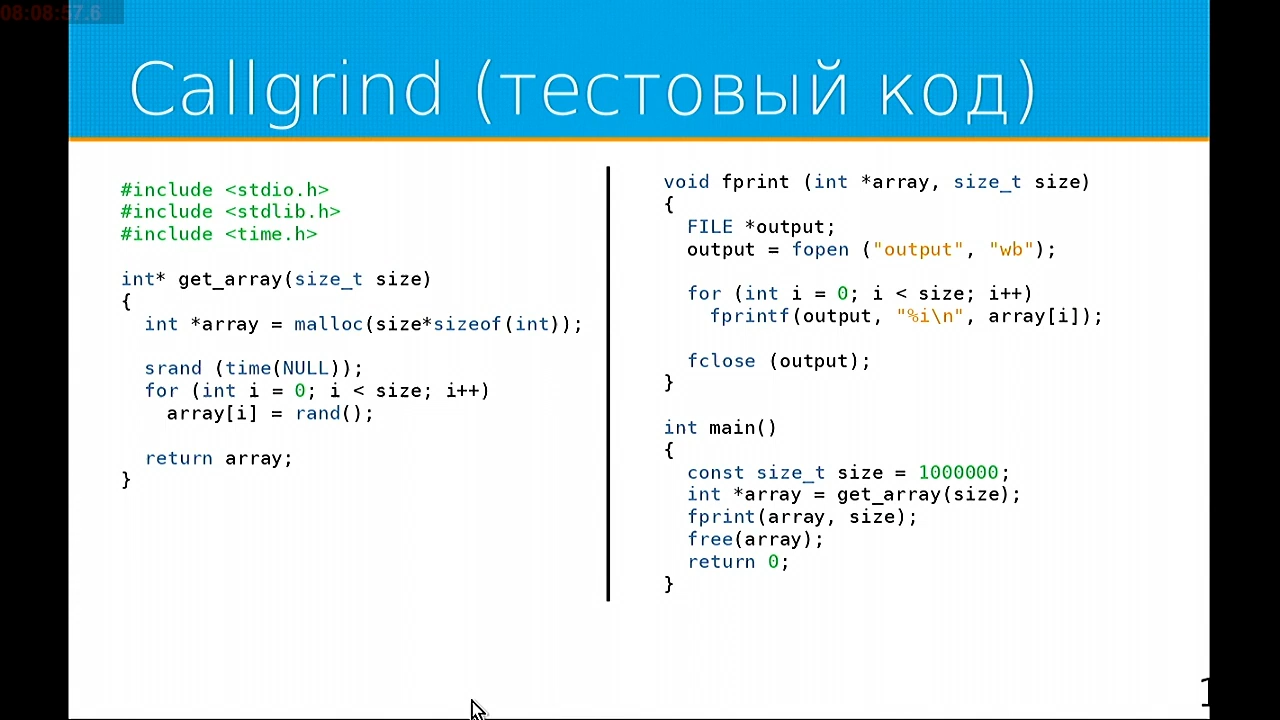 08:08:57.6
Callgrind (тестовый код)
#include <stdio.h>
#include <stdlib.h>
#include <time.h>
int* get_array(size_t size)
{
int *array = malloc(size*sizeof(int));
srand (time(NULL));
for (int i = 0; i < size; i++)
array[i] = rand();
return array;
}
void fprint (int *array, size_t size)
{
FILE *output;
output = fopen ("output", "wb");
for (int i = 0; i < size; i++)
fprintf(output, "%i\n", array[i]);
fclose (output);
}
int main()
{
const size_t size = 1000000;
int *array = get_array(size);
fprint(array, size);
free(array);
return 0;
}